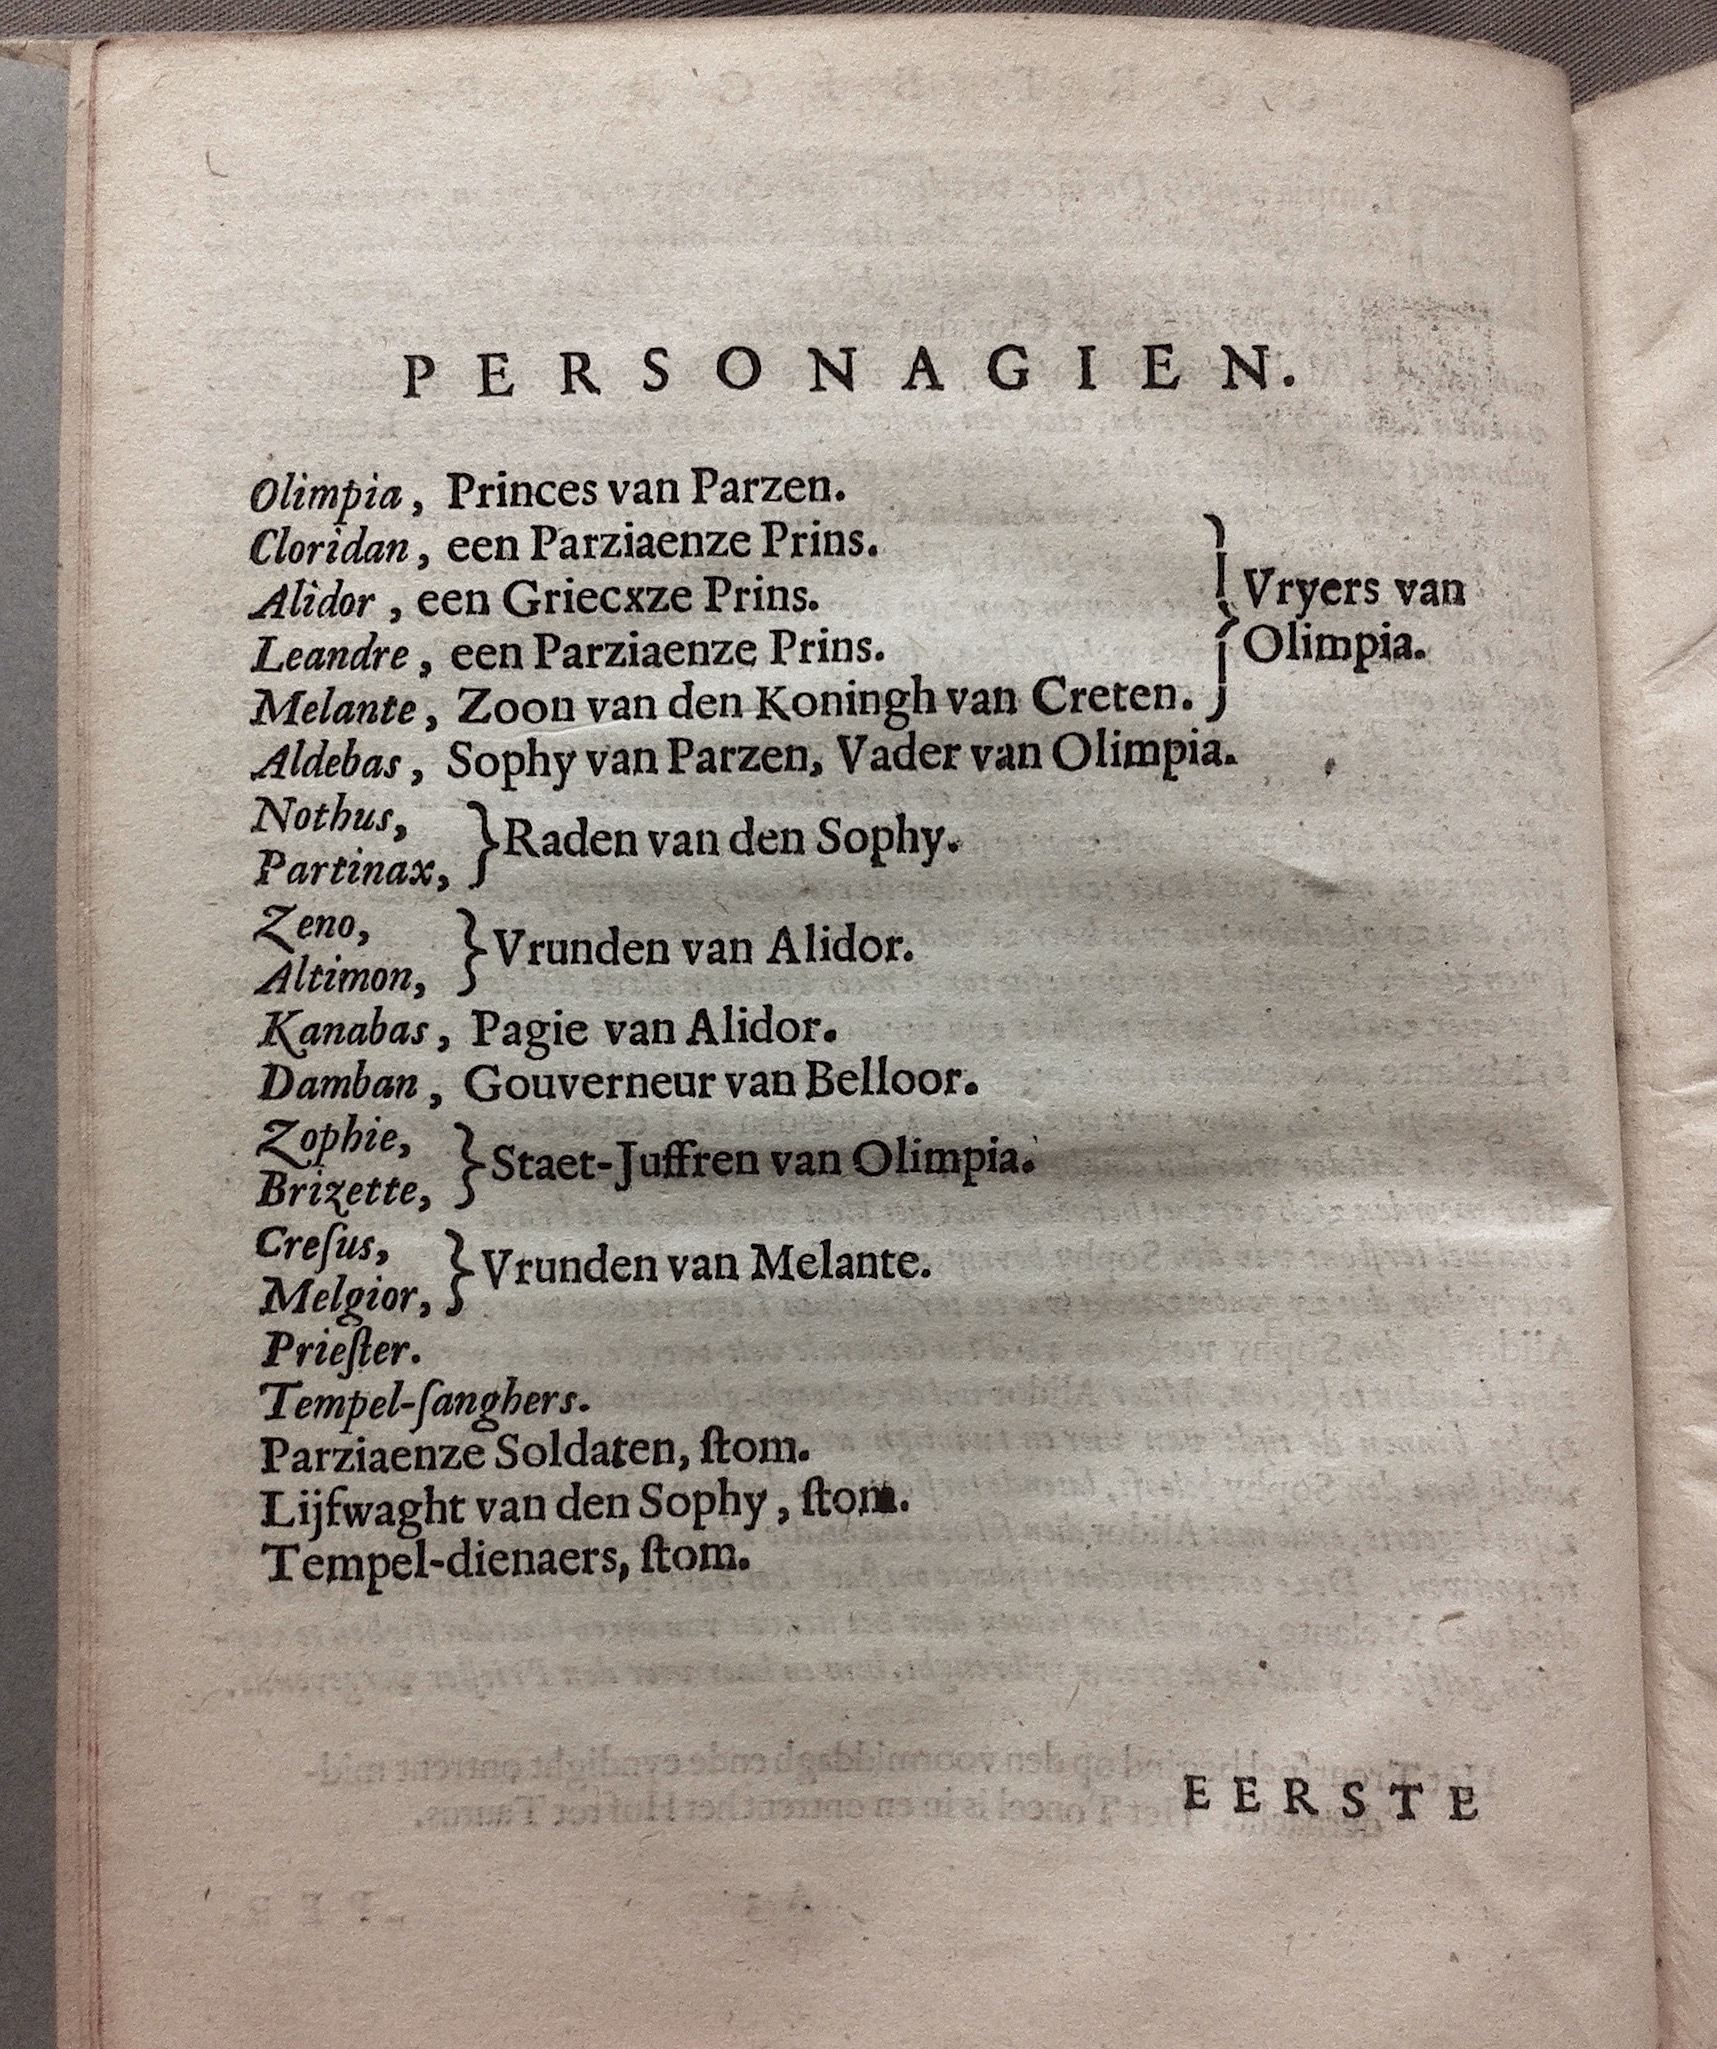 PERSONAGIEN.
Olimpia, Princes van Parzen.
Cloridan, een Parziaenze Prins.
Alidor, een Griecxze Prins.
Leandre, een Parziaenze Prins.
Melante, Zoon van den Koningh van Creten.
} Vryers van
Olimpia.
Aldebas, Sophy van Parzen, Vader van Olimpia.
Nothus,
Partinax,
} Raden van den Sophy.
Zeno,
Altimon,
} Vrunden van Alidor.
Kanabas, Pagie van Alidor.
Damban, Gouverneur van Belloor.
Zophie,
Brizette,
} Staet-Juffren van Olimpia.
Creſus,
Melgior,
} Vrunden van Melante.
Prieſter.
Tempel-ſanghers.
Parziaenze Soldaten, ſtom.
Lijfwaght van den Sophy, ſtom.
Tempel-dienaers, ſtom.
EERSTE